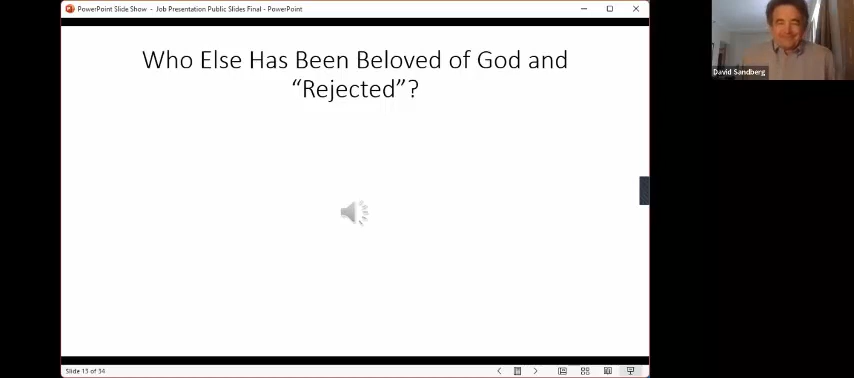 PowerPoint Slide Show - Job Presentation Public Slides Final - PowerPoint
Who Else Has Been Beloved of God and
“Rejected”?
David Sandberg
Slide 13 of 34